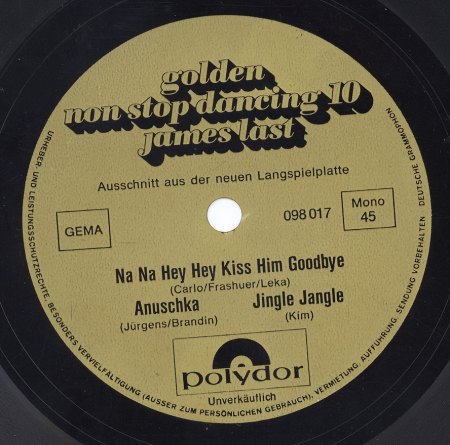 golden
non stop dancing 10
james last
Ausschnitt aus der neuen Langspielplatte
GEMA
098 017
Mono
45
Na Na Hey Hey Kiss Him Goodbye
(Carlo/Frashuer/Leka)
Anuschka Jingle Jangle
(Jürgens/Brandin) (Kim)
polydor
Unverkäuflich
URHEBER- UND LEISTUNGSSCHUTZRECHTE, BESONDERS VERVIELFÄLTIGUNG (AUSSER ZUM PERSÖNLICHEN GEBRAUCH), VERMIETUNG, AUFFÜHRUNG, SENDUNG VORBEHALTEN DEUTSCHE GRAMMOPHON